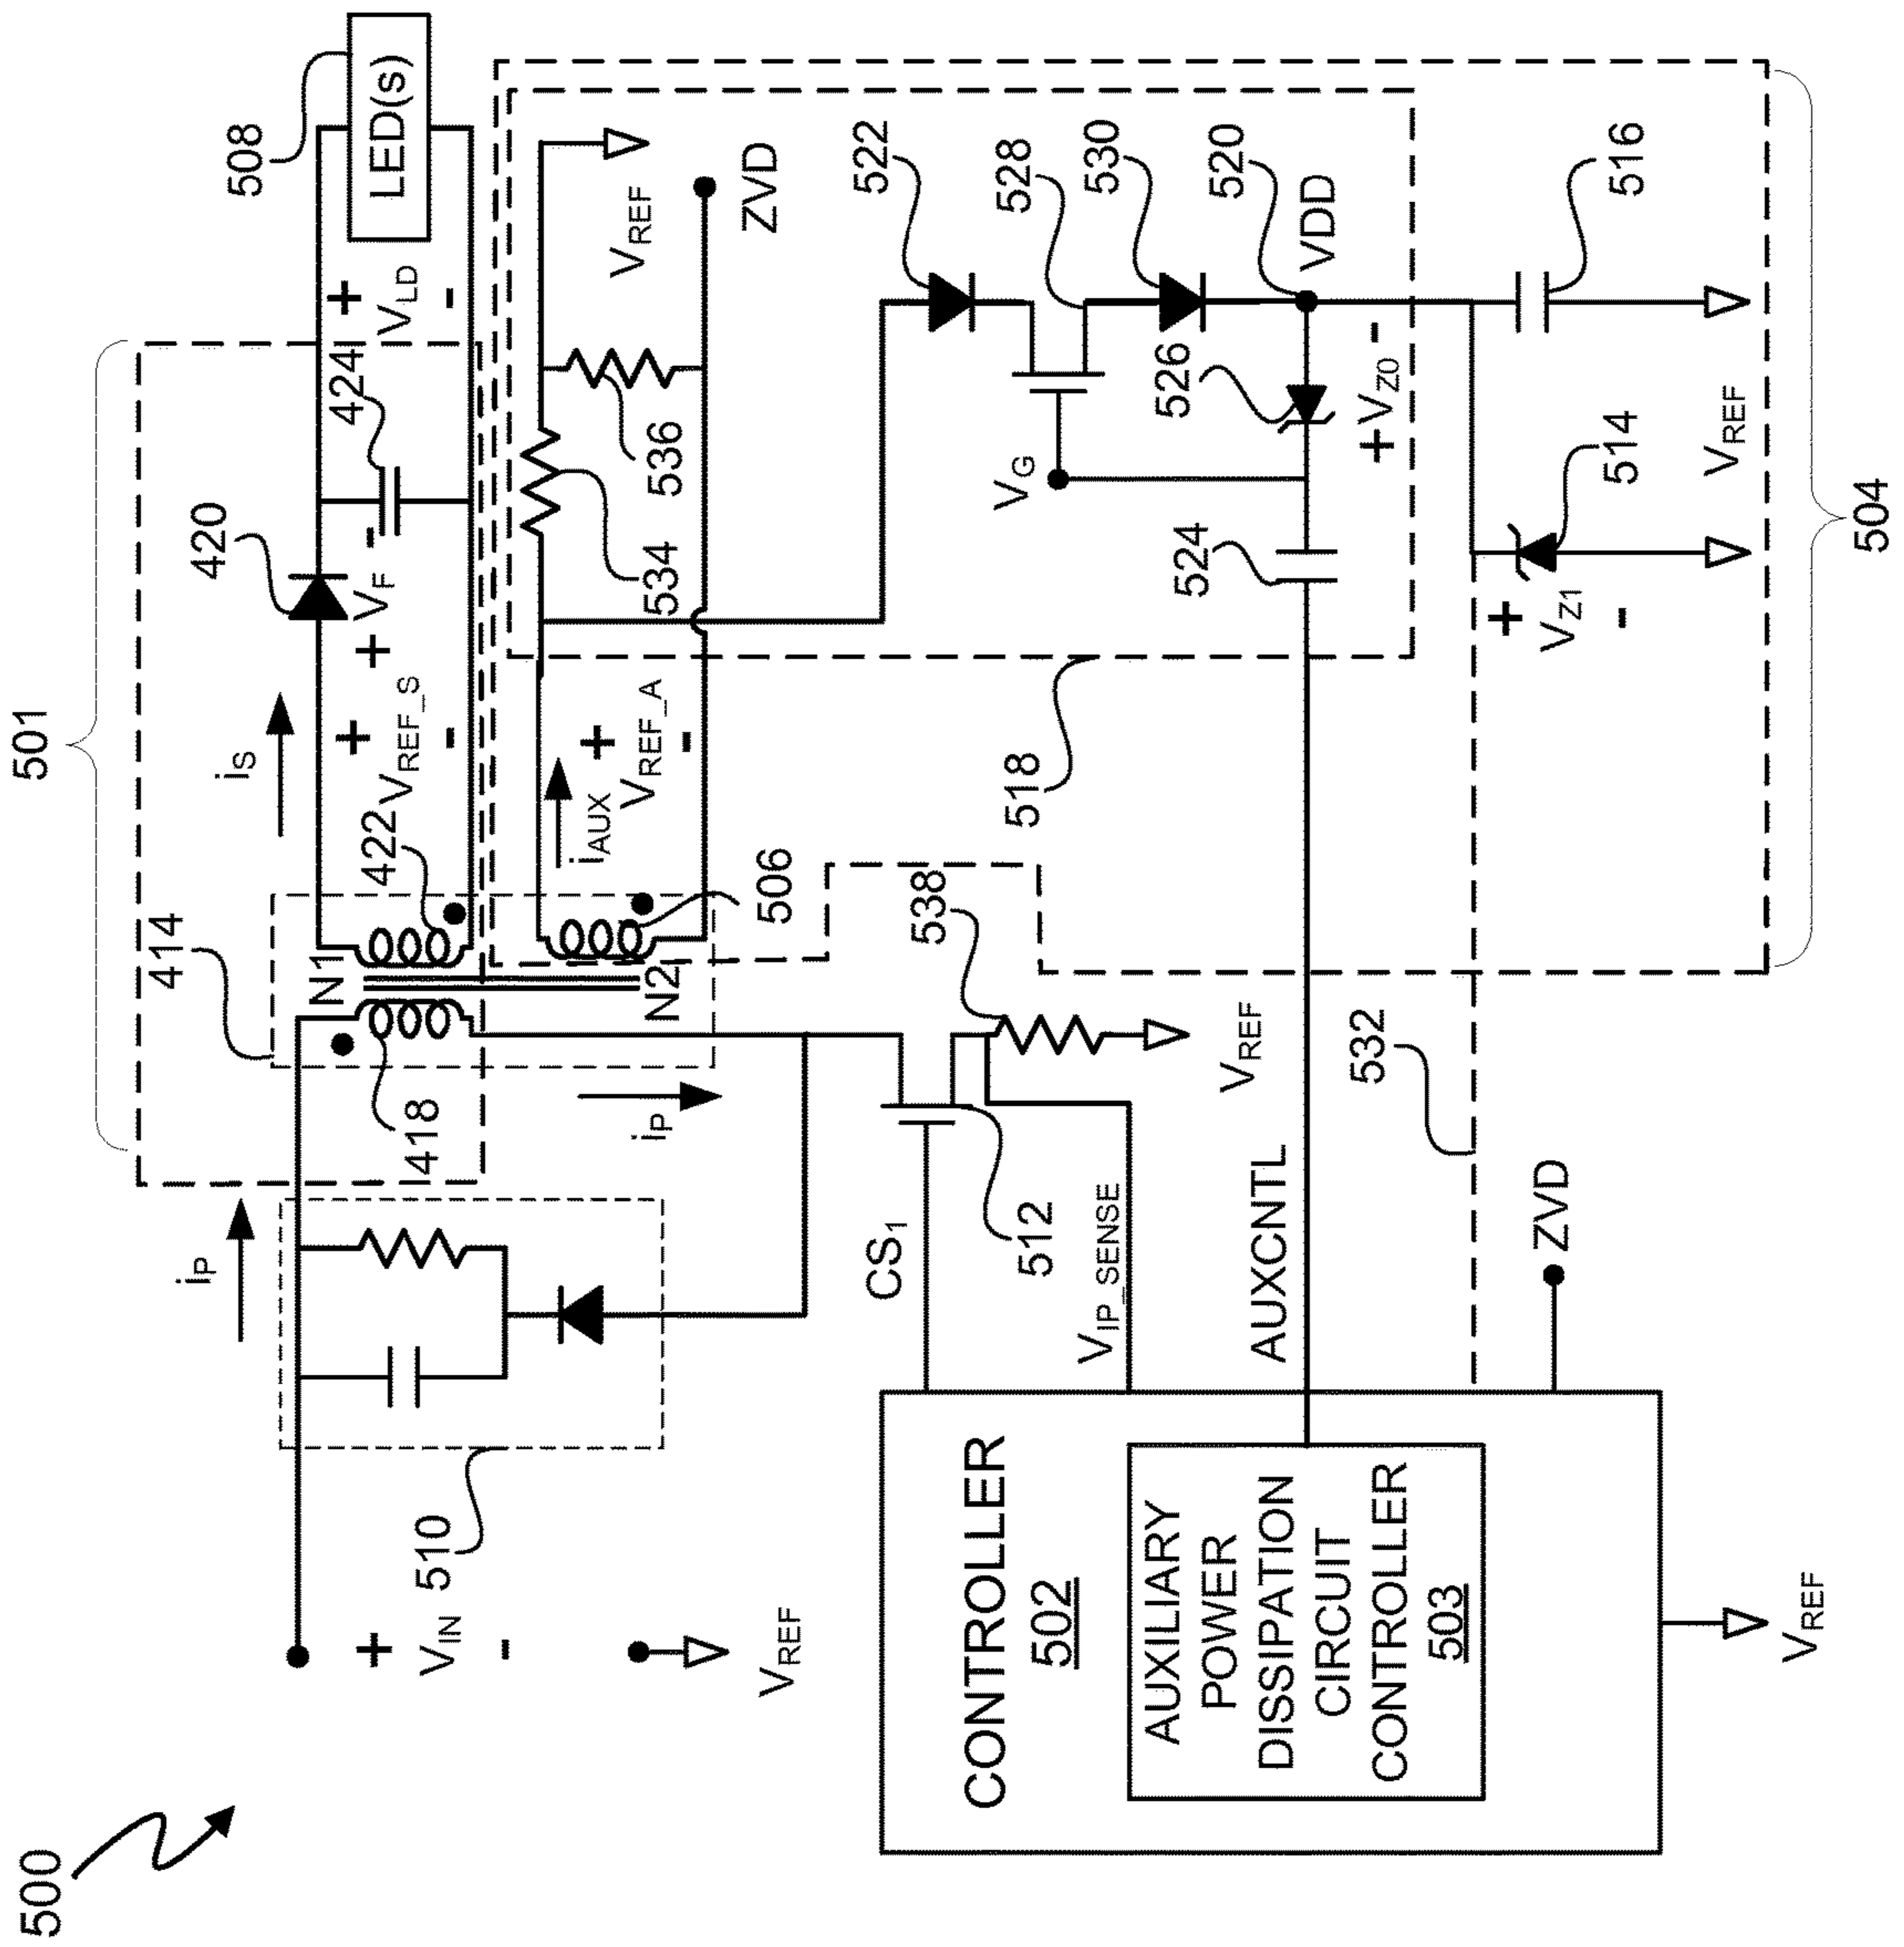 500
501
414
N1
422
420
424
508
LED(s)
iP
iS
VREF_S
+
-
VF
+
-
+
VLD
-
418
N2
506
iAUX
+
VREF_A
-
534
536
VREF
ZVD
VIN
+
-
510
iP
VREF
538
VREF
512
518
522
528
530
520
VDD
VG
526
524
+
VZ0
-
516
514
+
VZ1
-
VREF
504
CS1
VIP_SENSE
AUXCNTL
532
ZVD
CONTROLLER
502
AUXILIARY
POWER
DISSIPATION
CIRCUIT
CONTROLLER
503
VREF